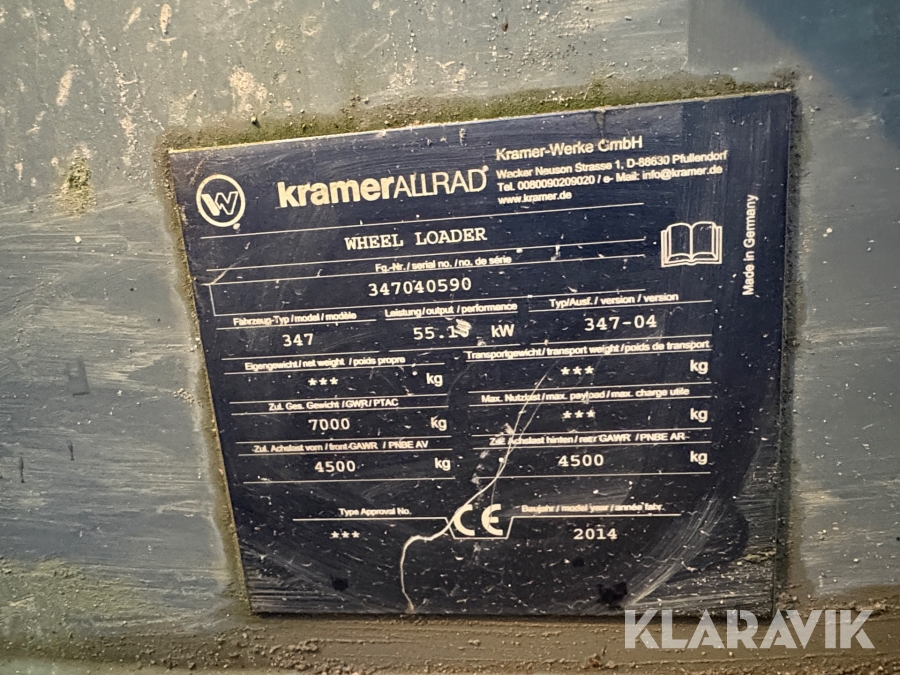 kramerALLRAD®
Kramer-Werke GmbH
Wacker Neuson Strasse 1, D-88630 Pfullendorf
Tel. 0080090209020 / e- Mail: info@kramer.de
www.kramer.de
WHEEL LOADER
Fg.-Nr. / serial no. / no. de série
347040590
Made in Germany
Fahrzeug-Typ / model / modèle
Leistung / output / performance
Typ/Ausf. / version / version
347
kW
347-04
Eigengewicht / net weight / poids propre
Transportgewicht / transport weight / poids de transport
*** kg
*** kg
Zul. Ges. Gewicht / GWR / PTAC
Max. Nutzlast / max. payload / max. charge utile
7000 kg
*** kg
Zul. Achslast vorn / front-GAWR / PNBE AV
Zul. Achslast hinten / retr GAWR / PNBE AR
4500 kg
4500 kg
Type Approval No.
CE
Baujahr / model year / année fabr.
***
2014
KLARAVIK